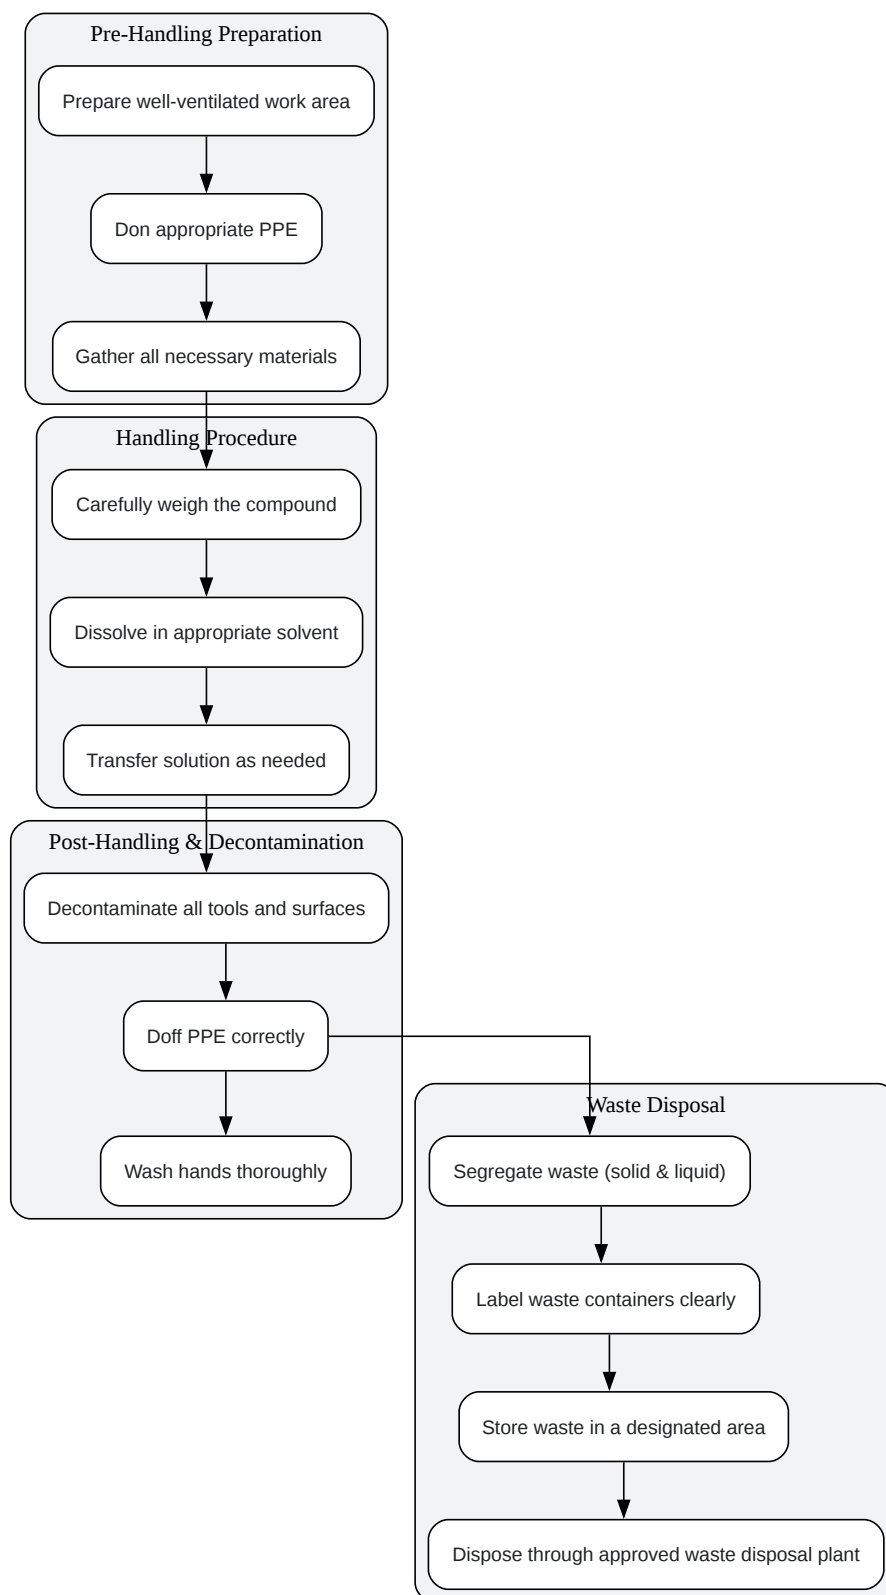 Pre-Handling Preparation
Prepare well-ventilated work area
Don appropriate PPE
Gather all necessary materials
Handling Procedure
Carefully weigh the compound
Dissolve in appropriate solvent
Transfer solution as needed
Post-Handling & Decontamination
Decontaminate all tools and surfaces
Doff PPE correctly
Wash hands thoroughly
Waste Disposal
Segregate waste (solid & liquid)
Label waste containers clearly
Store waste in a designated area
Dispose through approved waste disposal plant